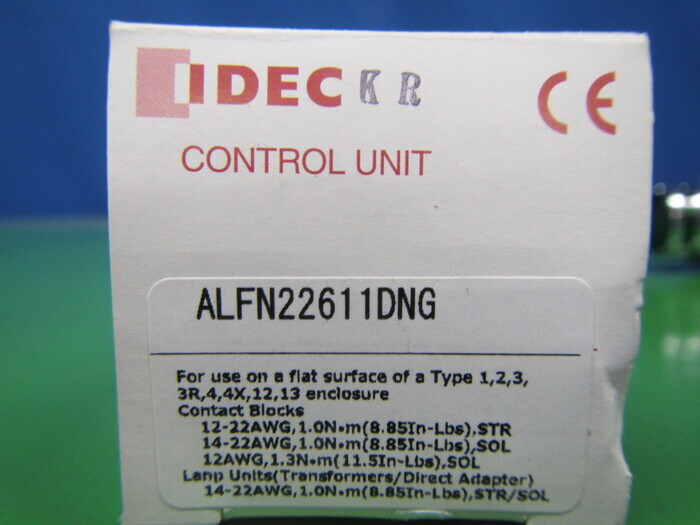 IDEC KR
CE
CONTROL UNIT
ALFN22611DNG
For use on a flat surface of a Type 1,2,3,
3R,4,4X,12,13 enclosure
Contact Blocks
12-22AWG,1.0N•m(8.85In-Lbs),STR
14-22AWG,1.0N•m(8.85In-Lbs),SOL
12AWG,1.3N•m(11.5In-Lbs),SOL
Lamp Units(Transformers/Direct Adapter)
14-22AWG,1.0N•m(8.85In-Lbs),STR/SOL